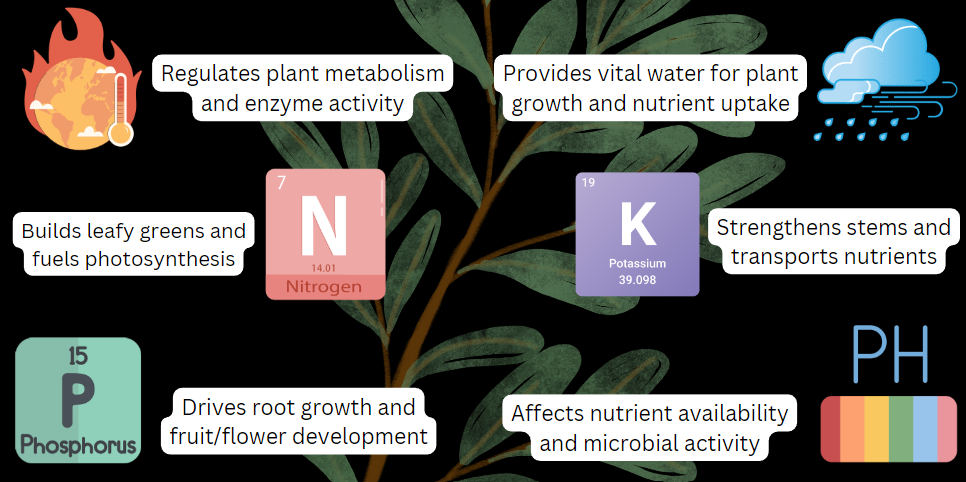 Regulates plant metabolism
and enzyme activity
Provides vital water for plant
growth and nutrient uptake
7
N
14.01
Nitrogen
Builds leafy greens and
fuels photosynthesis
19
K
Potassium
39.098
Strengthens stems and
transports nutrients
15
P
Phosphorus
Drives root growth and
fruit/flower development
PH
Affects nutrient availability
and microbial activity